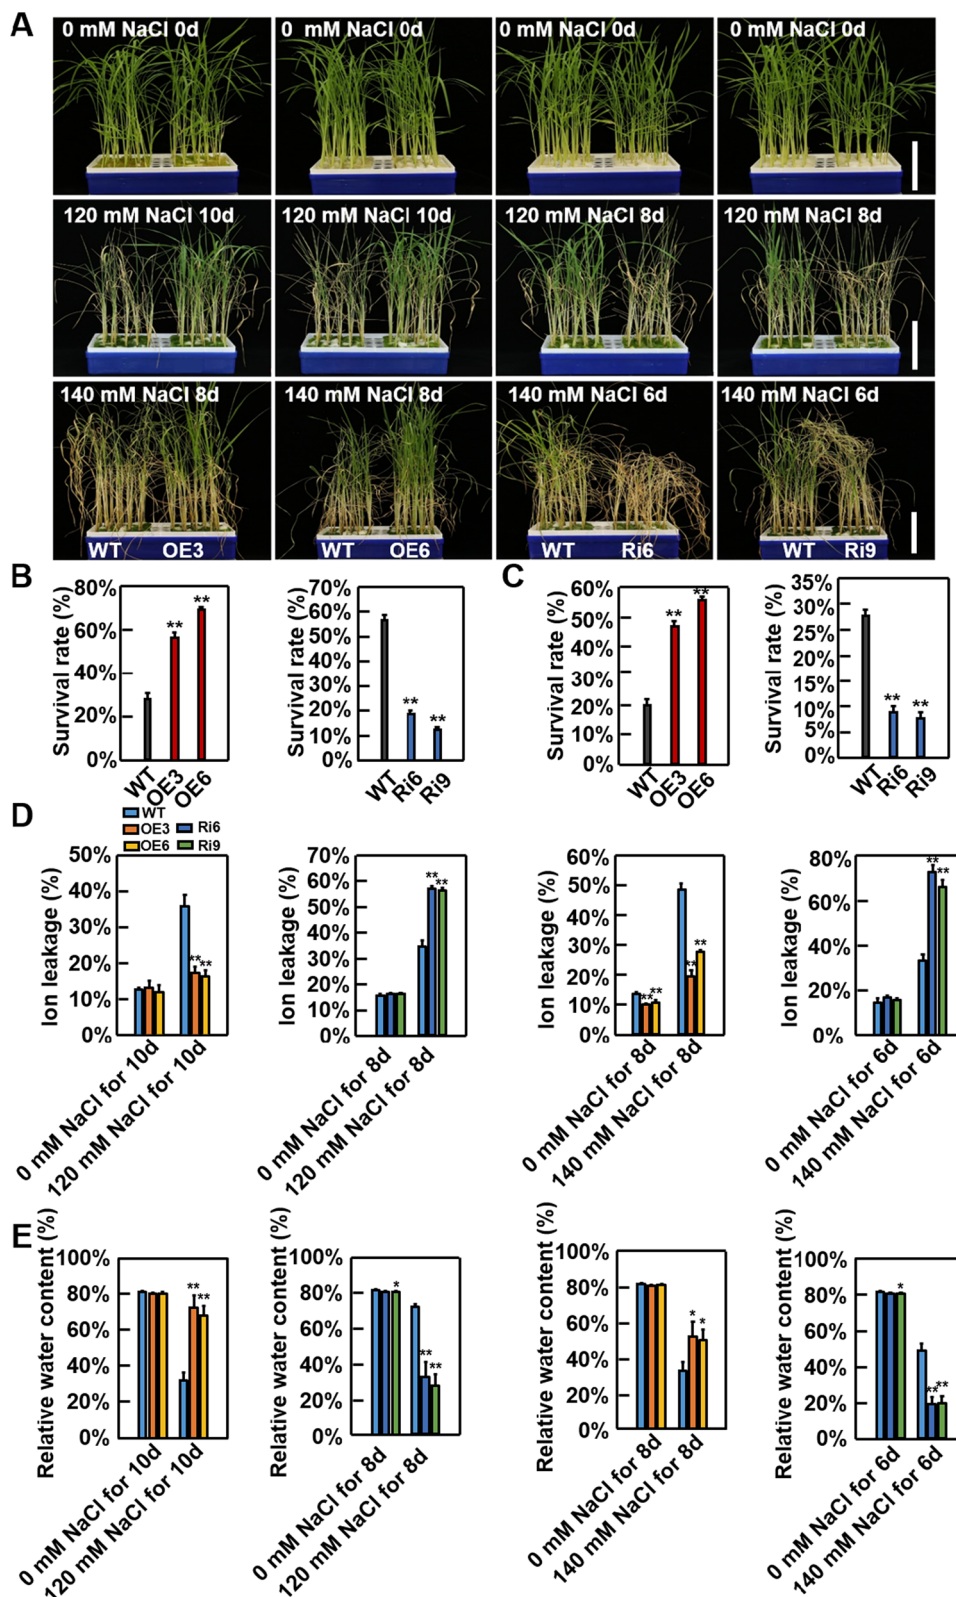 A
0 mM NaCl 0d
0 mM NaCl 0d
0 mM NaCl 0d
0 mM NaCl 0d
120 mM NaCl 10d
120 mM NaCl 10d
120 mM NaCl 8d
120 mM NaCl 8d
140 mM NaCl 8d
140 mM NaCl 8d
140 mM NaCl 6d
140 mM NaCl 6d
WT OE3
WT OE6
WT Ri6
WT Ri9
B
Survival rate (%)
80%
60%
40%
20%
0%
**
**
WT
OE3
OE6
Survival rate (%)
70%
60%
50%
40%
30%
20%
10%
0%
**
**
WT
Ri6
Ri9
C
Survival rate (%)
60%
50%
40%
30%
20%
10%
0%
**
**
WT
OE3
OE6
Survival rate (%)
35%
30%
25%
20%
15%
10%
5%
0%
**
**
WT
Ri6
Ri9
D
WT
OE3
Ri6
OE6
Ri9
Ion leakage (%)
50%
40%
30%
20%
10%
0%
**
**
0 mM NaCl for 10d
120 mM NaCl for 10d
Ion leakage (%)
70%
60%
50%
40%
30%
20%
10%
0%
**
**
0 mM NaCl for 8d
120 mM NaCl for 8d
Ion leakage (%)
60%
50%
40%
30%
20%
10%
0%
**
**
**
**
0 mM NaCl for 8d
140 mM NaCl for 8d
Ion leakage (%)
80%
60%
40%
20%
0%
**
**
0 mM NaCl for 6d
140 mM NaCl for 6d
E
Relative water content (%)
100%
80%
60%
40%
20%
0%
**
**
0 mM NaCl for 10d
120 mM NaCl for 10d
Relative water content (%)
100%
80%
60%
40%
20%
0%
*
**
**
0 mM NaCl for 8d
120 mM NaCl for 8d
Relative water content (%)
100%
80%
60%
40%
20%
0%
*
*
0 mM NaCl for 8d
140 mM NaCl for 8d
Relative water content (%)
100%
80%
60%
40%
20%
0%
*
**
**
0 mM NaCl for 6d
140 mM NaCl for 6d